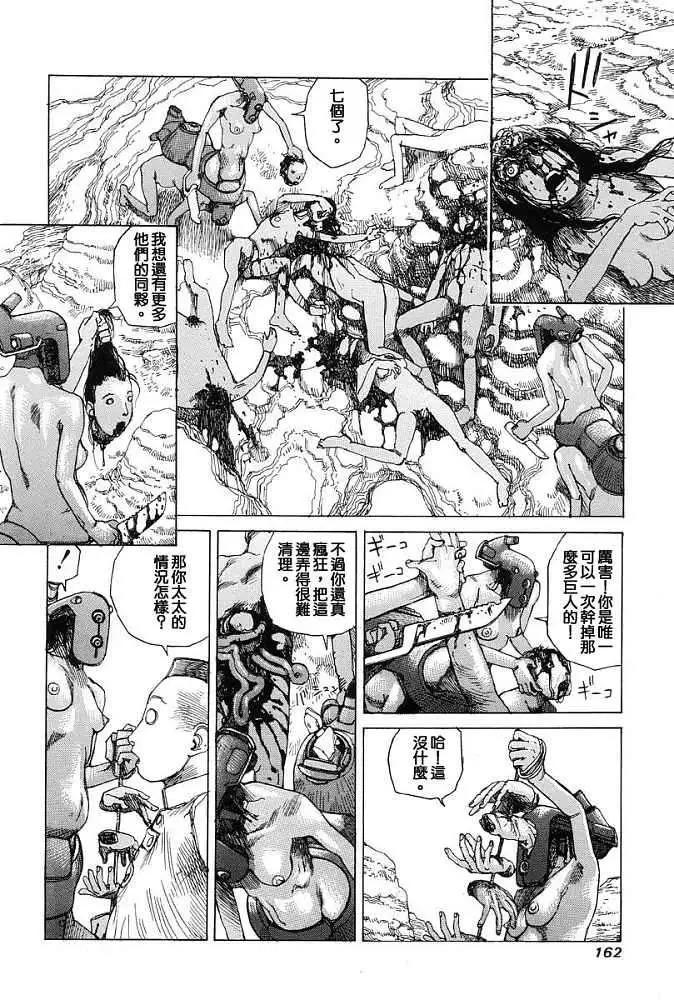 七個了。
我想還有更多
他們的同夥。
厲害！你是唯一
可以一次幹掉那
麼多巨人的！
ギーコ
ギーコ
不過你還真
瘋狂，把這
邊弄得很難
清理。
那你太太的
情況怎樣？
！
哈！這
沒什麼。
162